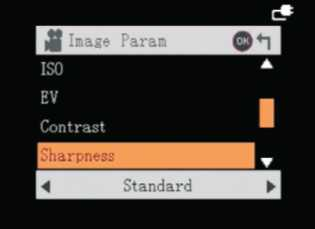 Image Param OK
ISO
EV
Contrast
Sharpness
Standard